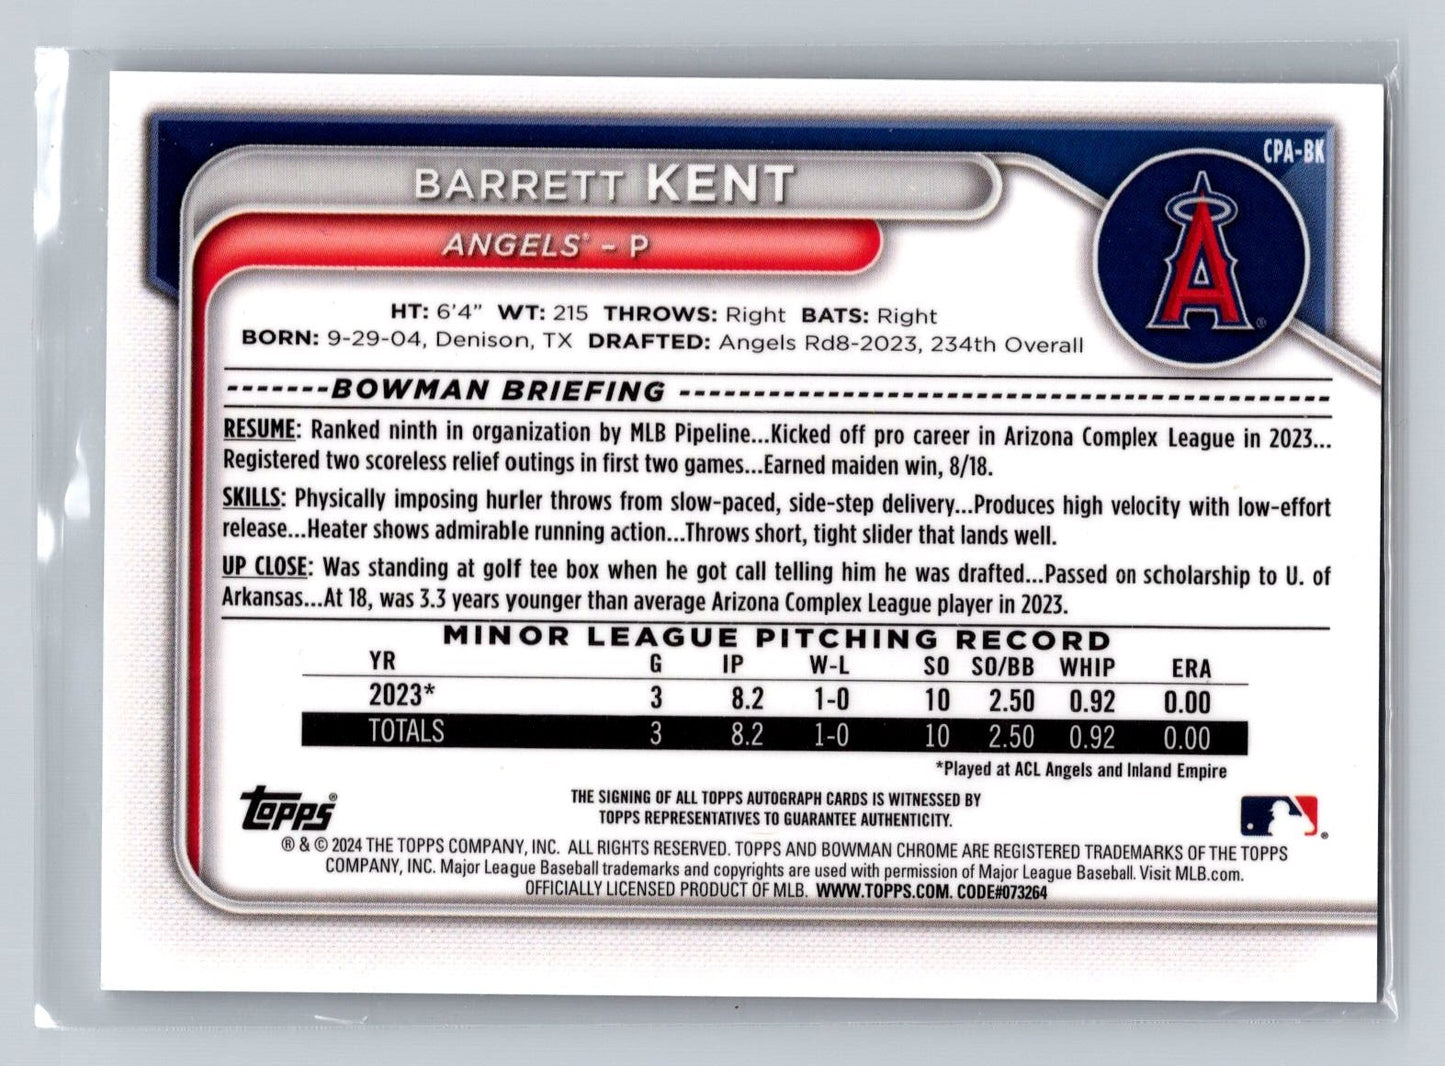 CPA-BK
BARRETT KENT
ANGELS® - P
A®
HT: 6'4" WT: 215 THROWS: Right BATS: Right
BORN: 9-29-04, Denison, TX DRAFTED: Angels Rd8-2023, 234th Overall
-------BOWMAN BRIEFING --------------------------------------------
RESUME: Ranked ninth in organization by MLB Pipeline...Kicked off pro career in Arizona Complex League in 2023...
Registered two scoreless relief outings in first two games...Earned maiden win, 8/18.
SKILLS: Physically imposing hurler throws from slow-paced, side-step delivery...Produces high velocity with low-effort
release...Heater shows admirable running action...Throws short, tight slider that lands well.
UP CLOSE: Was standing at golf tee box when he got call telling him he was drafted...Passed on scholarship to U. of
Arkansas...At 18, was 3.3 years younger than average Arizona Complex League player in 2023.
MINOR LEAGUE PITCHING RECORD
YR G IP W-L SO SO/BB WHIP ERA
2023* 3 8.2 1-0 10 2.50 0.92 0.00
TOTALS 3 8.2 1-0 10 2.50 0.92 0.00
*Played at ACL Angels and Inland Empire
topps®
THE SIGNING OF ALL TOPPS AUTOGRAPH CARDS IS WITNESSED BY
TOPPS REPRESENTATIVES TO GUARANTEE AUTHENTICITY.
® & © 2024 THE TOPPS COMPANY, INC. ALL RIGHTS RESERVED. TOPPS AND BOWMAN CHROME ARE REGISTERED TRADEMARKS OF THE TOPPS
COMPANY, INC. Major League Baseball trademarks and copyrights are used with permission of Major League Baseball. Visit MLB.com.
OFFICIALLY LICENSED PRODUCT OF MLB. WWW.TOPPS.COM. CODE#073264